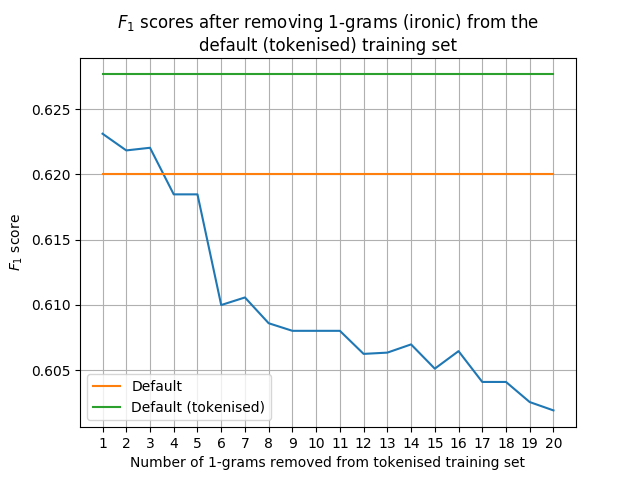 F1 scores after removing 1-grams (ironic) from the
default (tokenised) training set
F1 score
0.625
0.620
0.615
0.610
0.605
Default
Default (tokenised)
1 2 3 4 5 6 7 8 9 10 11 12 13 14 15 16 17 18 19 20
Number of 1-grams removed from tokenised training set